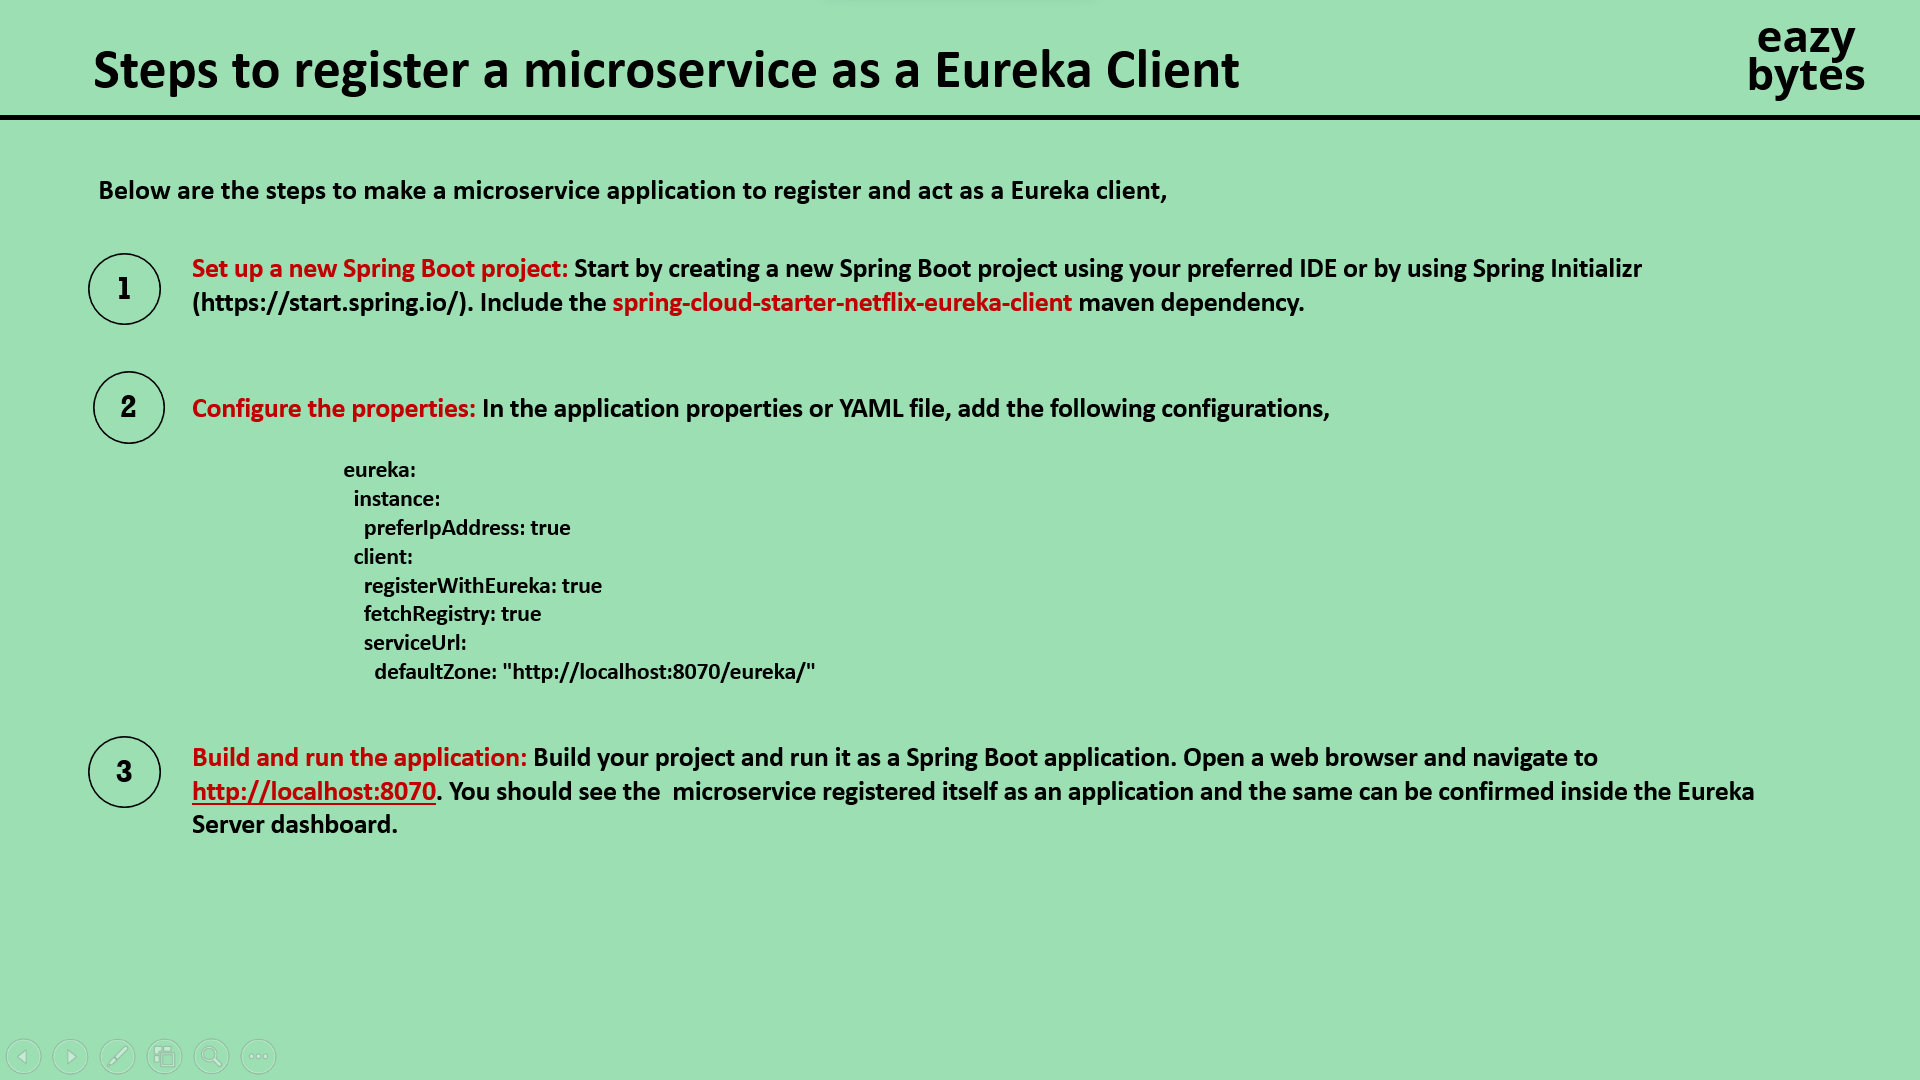 Steps to register a microservice as a Eureka Client
eazy
bytes
Below are the steps to make a microservice application to register and act as a Eureka client,
1
Set up a new Spring Boot project: Start by creating a new Spring Boot project using your preferred IDE or by using Spring Initializr
(https://start.spring.io/). Include the spring-cloud-starter-netflix-eureka-client maven dependency.
2
Configure the properties: In the application properties or YAML file, add the following configurations,
eureka:
  instance:
    preferIpAddress: true
  client:
    registerWithEureka: true
    fetchRegistry: true
    serviceUrl:
      defaultZone: "http://localhost:8070/eureka/"
3
Build and run the application: Build your project and run it as a Spring Boot application. Open a web browser and navigate to
http://localhost:8070. You should see the  microservice registered itself as an application and the same can be confirmed inside the Eureka
Server dashboard.